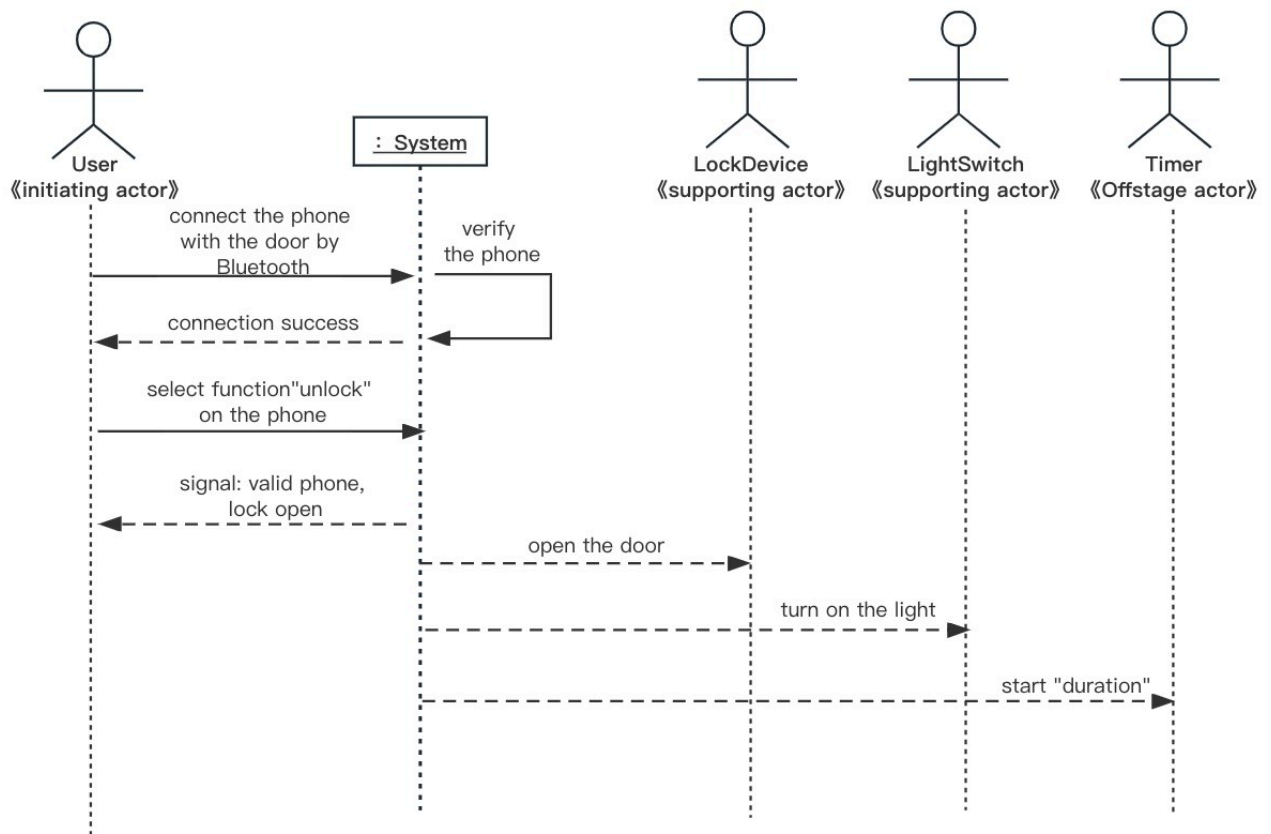 User
《initiating actor》
: System
LockDevice
《supporting actor》
LightSwitch
《supporting actor》
Timer
《Offstage actor》
connect the phone
with the door by
Bluetooth
verify
the phone
connection success
select function"unlock"
on the phone
signal: valid phone,
lock open
open the door
turn on the light
start "duration"